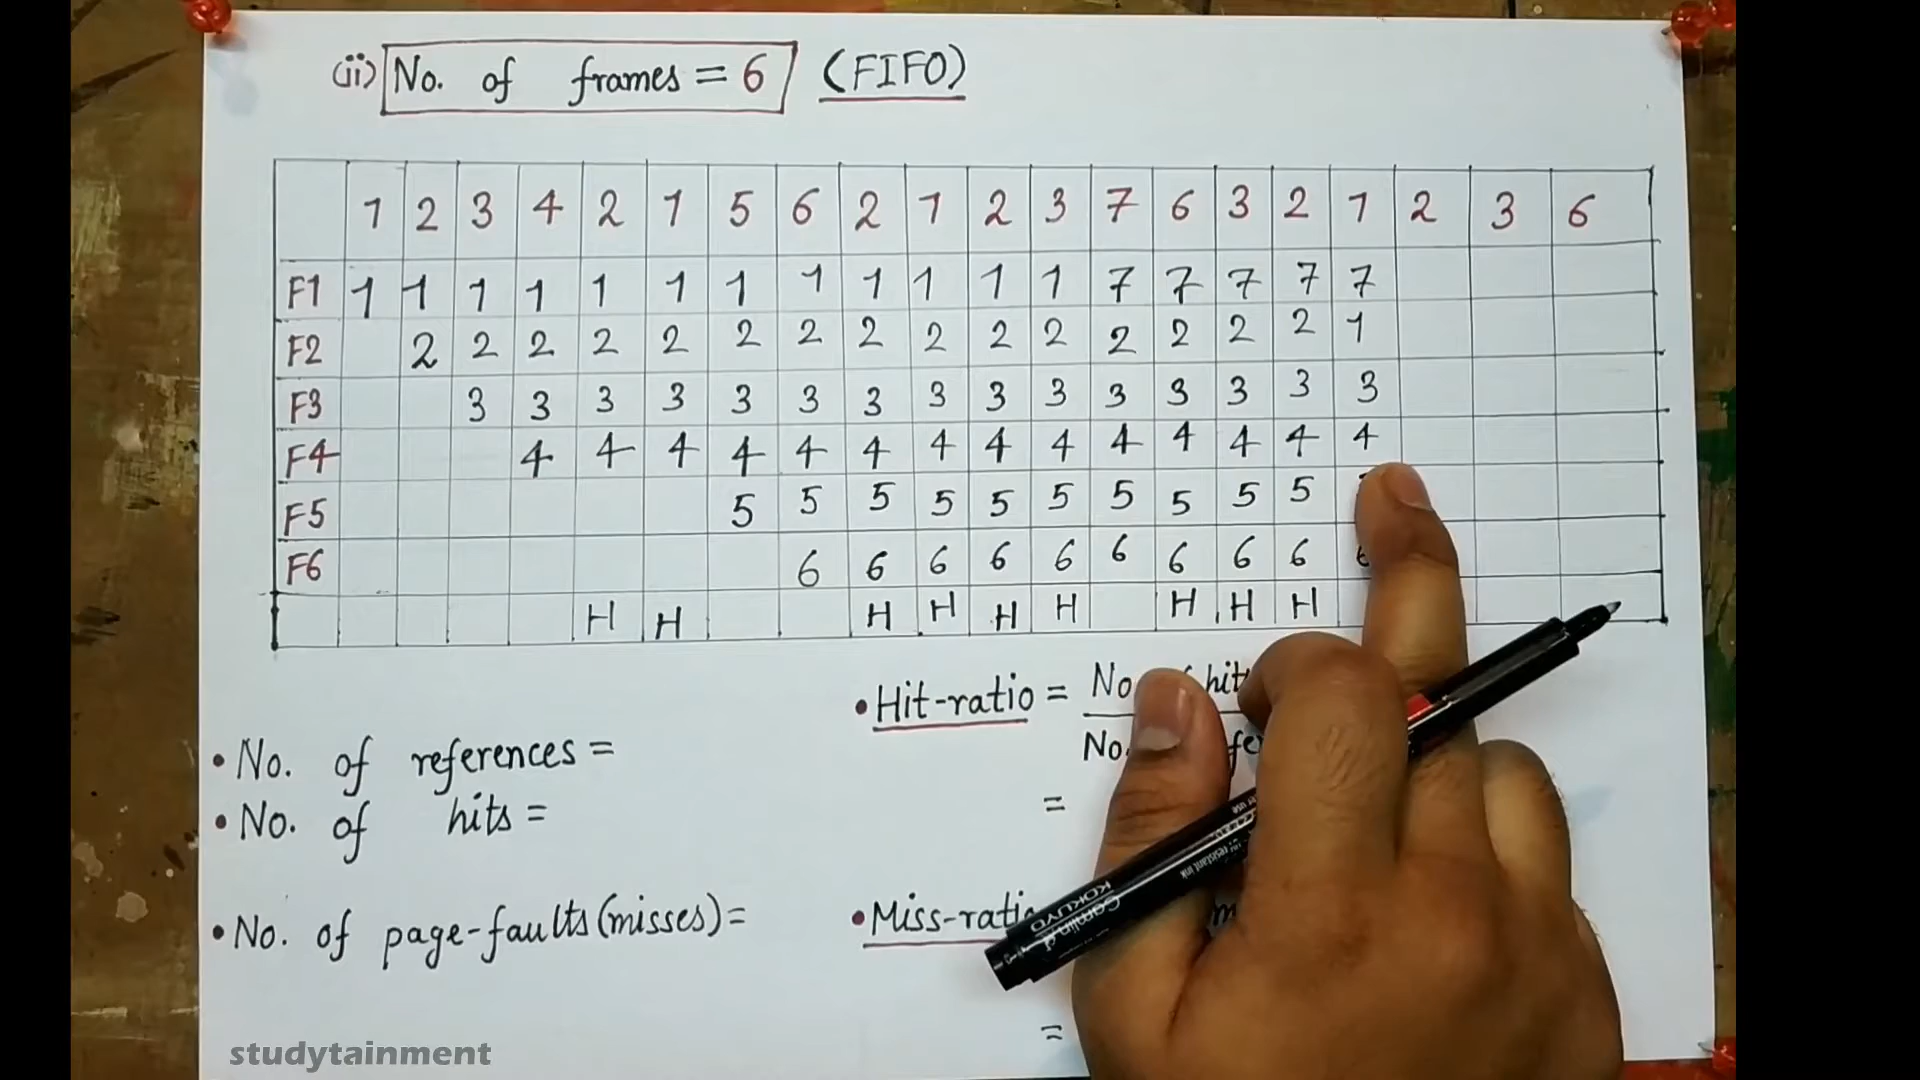 (ii) No. of frames = 6 (FIFO)
1 2 3 4 2 1 5 6 2 1 2 3 7 6 3 2 1 2 3 6
F1 1 1 1 1 1 1 1 1 1 1 1 1 7 7 7 7 7
F2 2 2 2 2 2 2 2 2 2 2 2 2 2 2 2 1
F3 3 3 3 3 3 3 3 3 3 3 3 3 3 3 3
F4 4 4 4 4 4 4 4 4 4 4 4 4 4 4
F5 5 5 5 5 5 5 5 5 5 5
F6 6 6 6 6 6 6 6 6 6
H H H H H H H H H
• Hit-ratio = No. hit
No.
=
• No. of references =
• No. of hits =
• No. of page-faults (misses) =
• Miss-ratio
=
Camlin
KOKUYO
studytainment